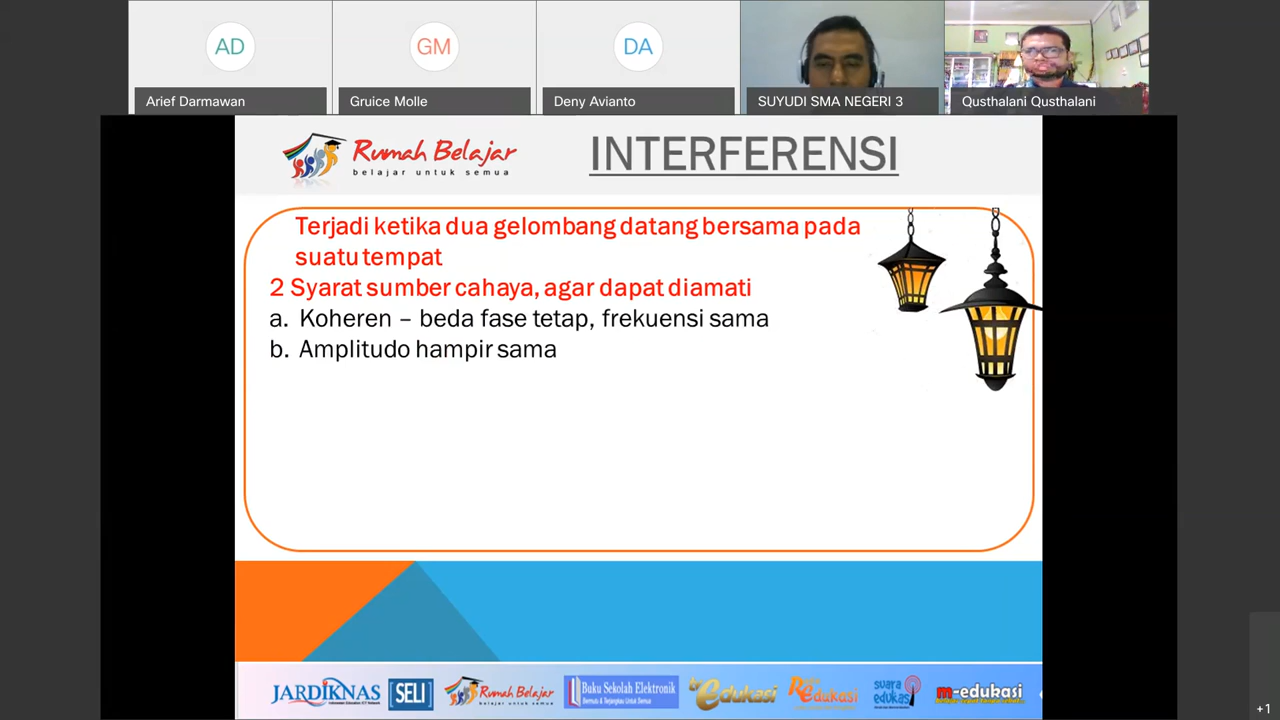 AD
GM
DA
Arief Darmawan
Gruice Molle
Deny Avianto
SUYUDI SMA NEGERI 3
Qusthalani Qusthalani
Rumah Belajar
belajar untuk semua
INTERFERENSI
Terjadi ketika dua gelombang datang bersama pada
suatu tempat
2 Syarat sumber cahaya, agar dapat diamati
a. Koheren – beda fase tetap, frekuensi sama
b. Amplitudo hampir sama
JARDIKNAS
SELI
Rumah Belajar
Buku Sekolah Elektronik
tv edukasi
edukasi
suara edukasi
m-edukasi
+1